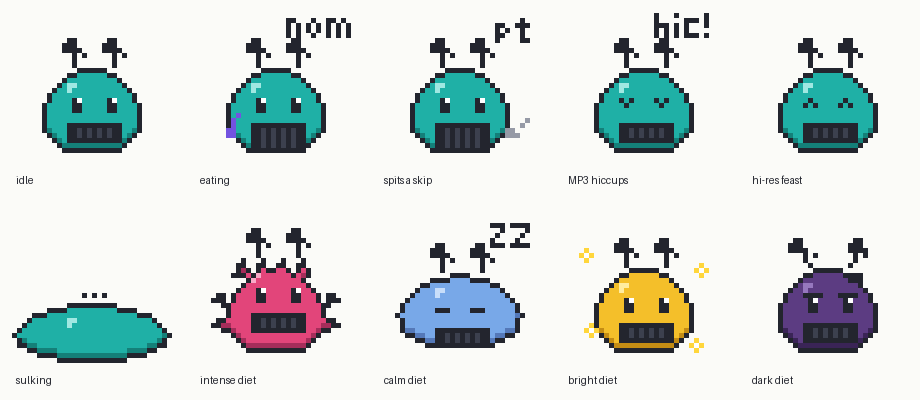 nom
pt
hic!
idle
eating
spits a skip
MP3 hiccups
hi-res feast
zz
sulking
intense diet
calm diet
bright diet
dark diet